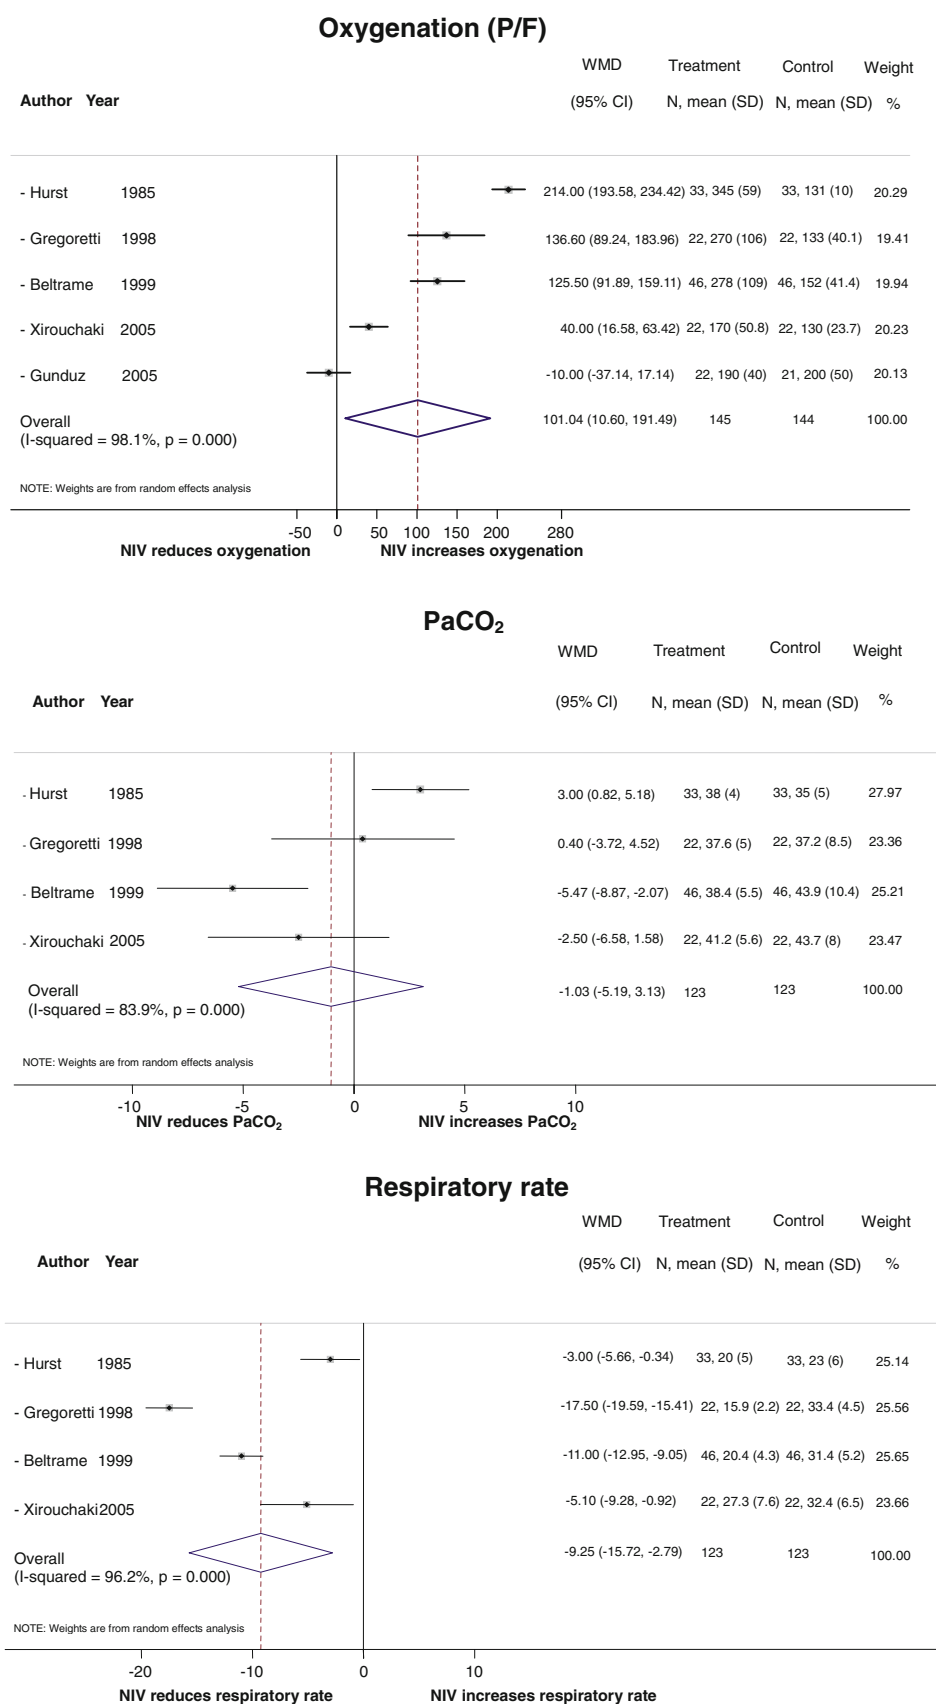 Oxygenation (P/F)
WMD Treatment Control Weight
Author Year (95% CI) N, mean (SD) N, mean (SD) %
- Hurst 1985 214.00 (193.58, 234.42) 33, 345 (59) 33, 131 (10) 20.29
- Gregoretti 1998 136.60 (89.24, 183.96) 22, 270 (106) 22, 133 (40.1) 19.41
- Beltrame 1999 125.50 (91.89, 159.11) 46, 278 (109) 46, 152 (41.4) 19.94
- Xirouchaki 2005 40.00 (16.58, 63.42) 22, 170 (50.8) 22, 130 (23.7) 20.23
- Gunduz 2005 -10.00 (-37.14, 17.14) 22, 190 (40) 21, 200 (50) 20.13
Overall 101.04 (10.60, 191.49) 145 144 100.00
(I-squared = 98.1%, p = 0.000)
NOTE: Weights are from random effects analysis
-50 0 50 100 150 200 280
NIV reduces oxygenation NIV increases oxygenation
PaCO2
WMD Treatment Control Weight
Author Year (95% CI) N, mean (SD) N, mean (SD) %
- Hurst 1985 3.00 (0.82, 5.18) 33, 38 (4) 33, 35 (5) 27.97
- Gregoretti 1998 0.40 (-3.72, 4.52) 22, 37.6 (5) 22, 37.2 (8.5) 23.36
- Beltrame 1999 -5.47 (-8.87, -2.07) 46, 38.4 (5.5) 46, 43.9 (10.4) 25.21
- Xirouchaki 2005 -2.50 (-6.58, 1.58) 22, 41.2 (5.6) 22, 43.7 (8) 23.47
Overall -1.03 (-5.19, 3.13) 123 123 100.00
(I-squared = 83.9%, p = 0.000)
NOTE: Weights are from random effects analysis
-10 -5 0 5 10
NIV reduces PaCO2 NIV increases PaCO2
Respiratory rate
WMD Treatment Control Weight
Author Year (95% CI) N, mean (SD) N, mean (SD) %
- Hurst 1985 -3.00 (-5.66, -0.34) 33, 20 (5) 33, 23 (6) 25.14
- Gregoretti 1998 -17.50 (-19.59, -15.41) 22, 15.9 (2.2) 22, 33.4 (4.5) 25.56
- Beltrame 1999 -11.00 (-12.95, -9.05) 46, 20.4 (4.3) 46, 31.4 (5.2) 25.65
- Xirouchaki2005 -5.10 (-9.28, -0.92) 22, 27.3 (7.6) 22, 32.4 (6.5) 23.66
Overall -9.25 (-15.72, -2.79) 123 123 100.00
(I-squared = 96.2%, p = 0.000)
NOTE: Weights are from random effects analysis
-20 -10 0 10
NIV reduces respiratory rate NIV increases respiratory rate